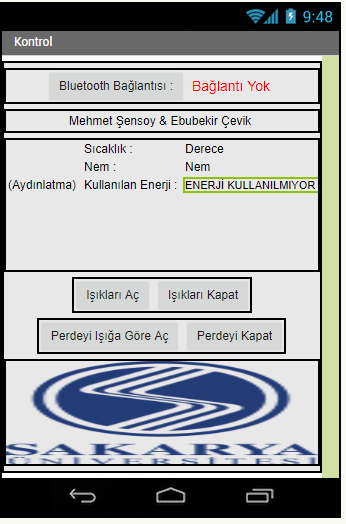 9:48
Kontrol
Bluetooth Bağlantısı : Bağlantı Yok
Mehmet Şensoy & Ebubekir Çevik
Sıcaklık : Derece
Nem : Nem
(Aydınlatma) Kullanılan Enerji : ENERJİ KULLANILMIYOR
Işıkları Aç Işıkları Kapat
Perdeyi Işığa Göre Aç Perdeyi Kapat
SAKARYA
ÜNİVERSİTESİ